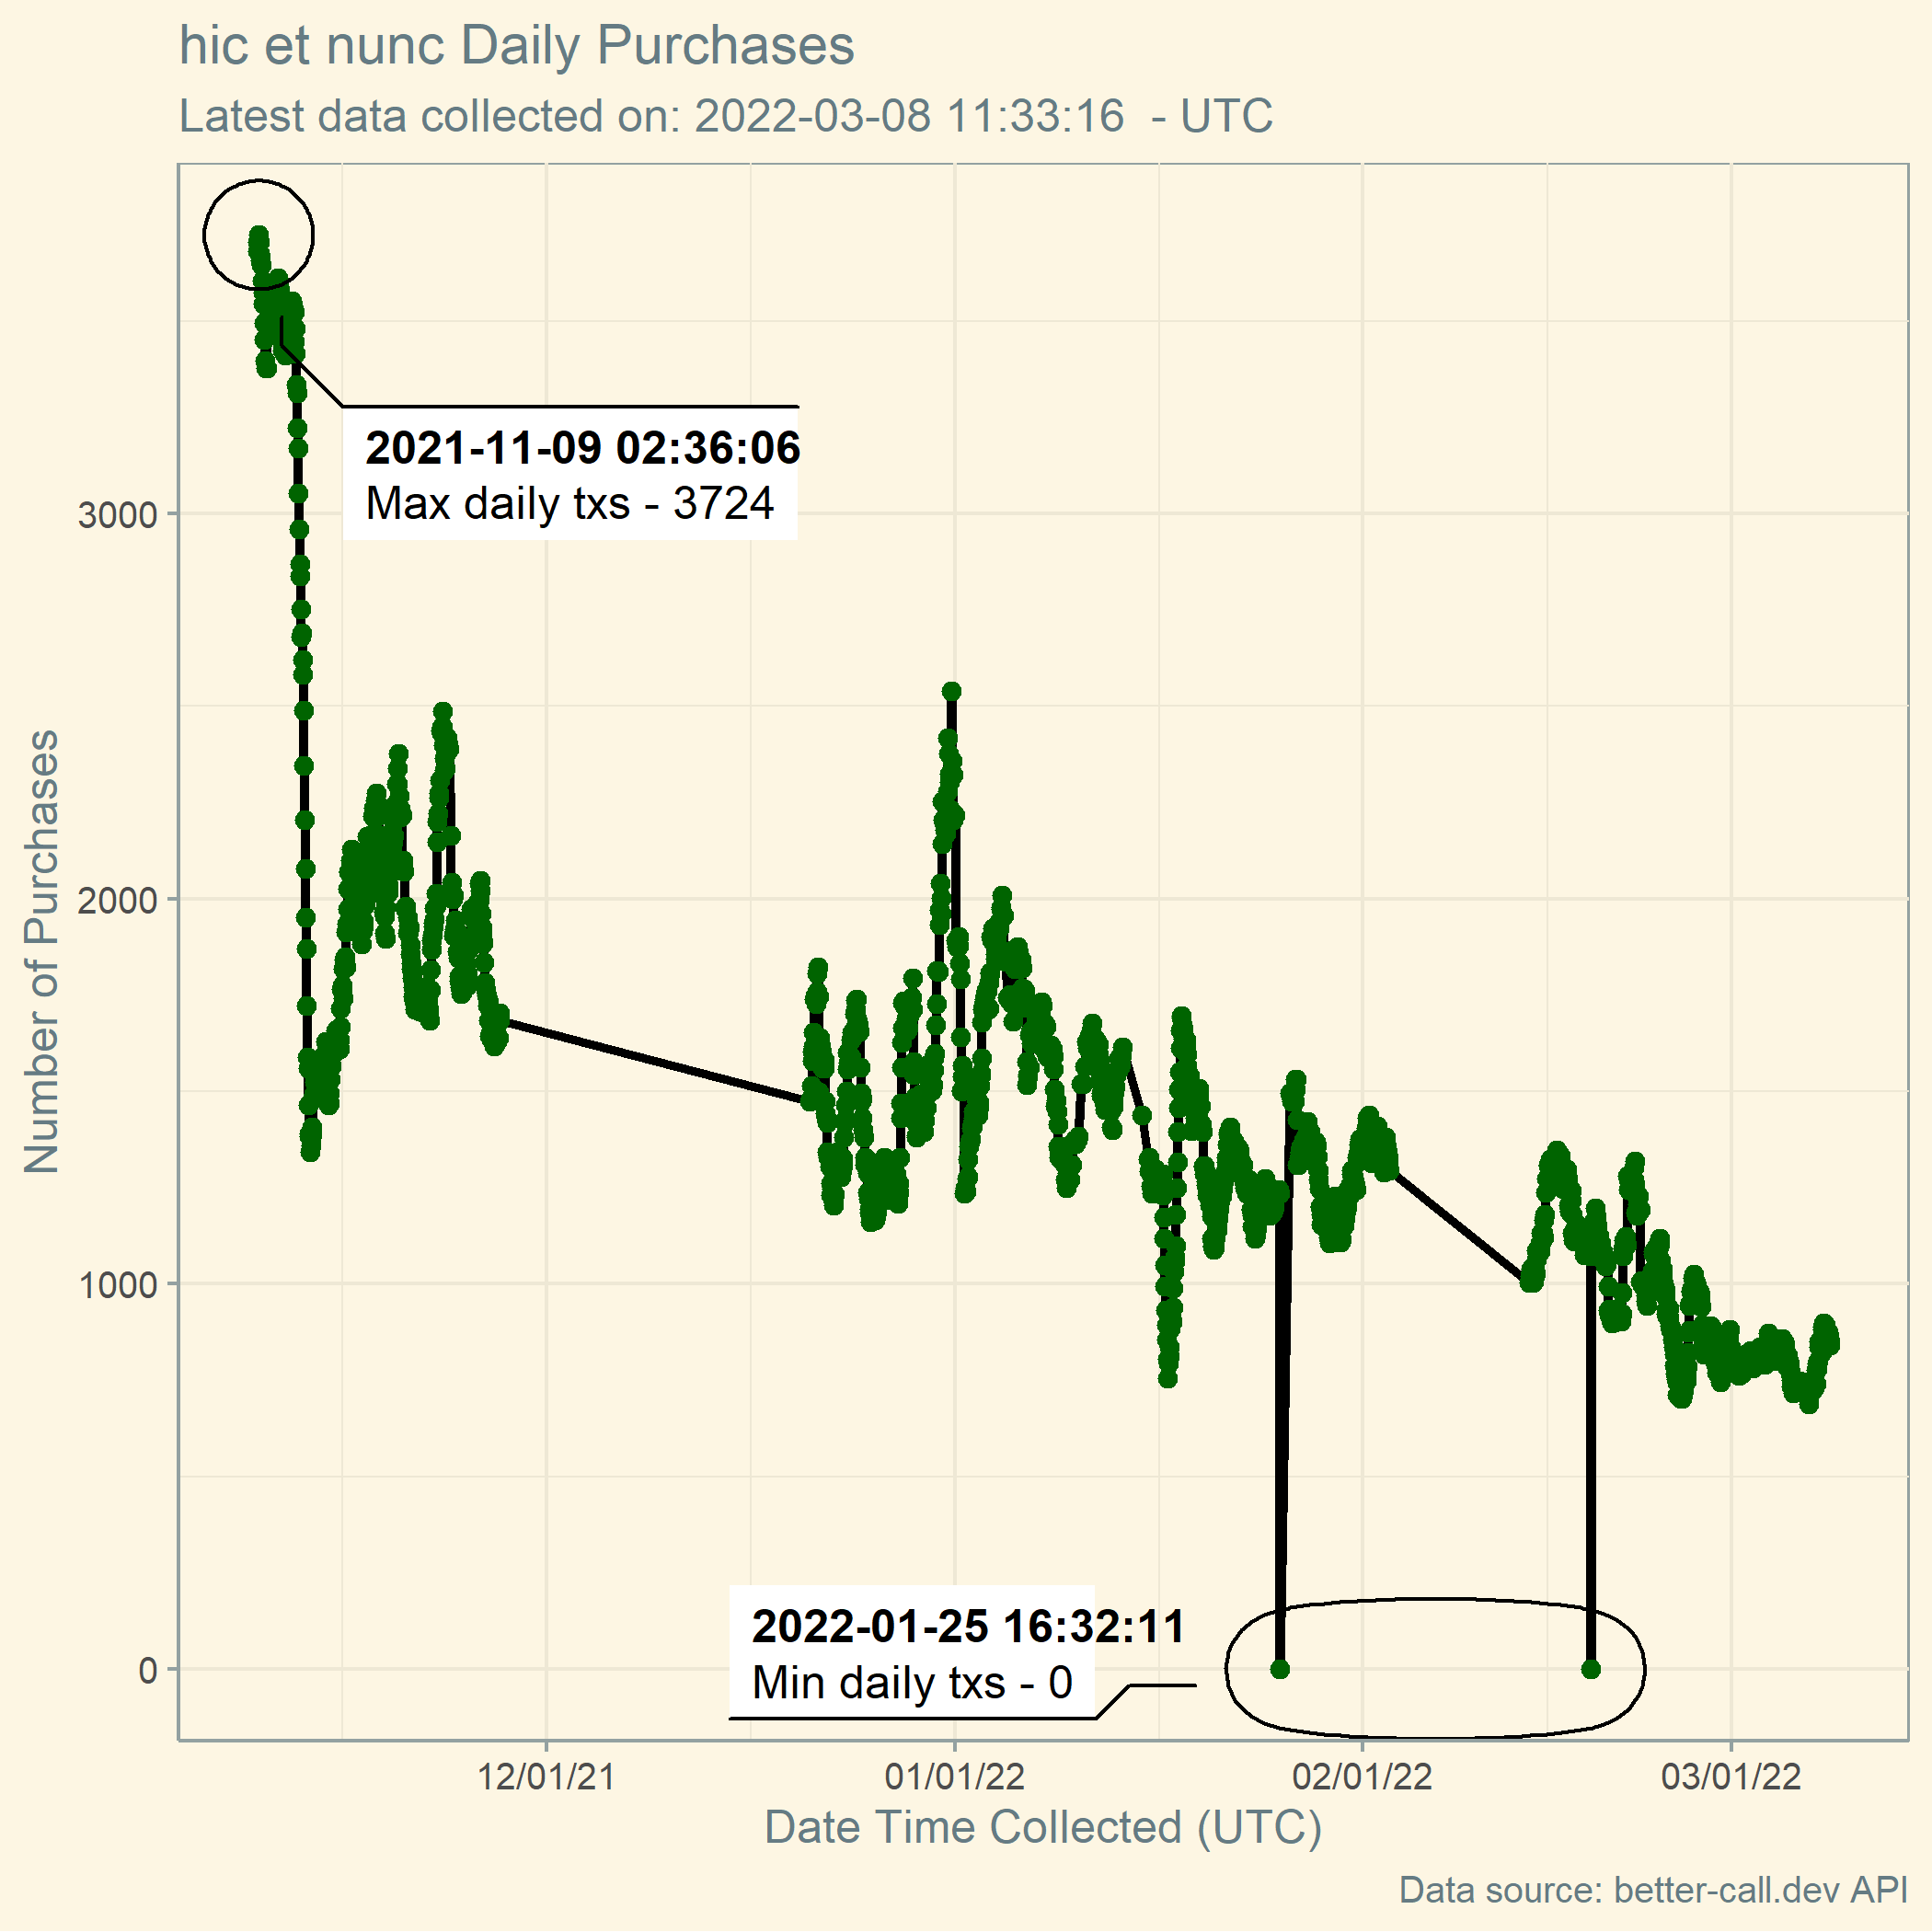 hic et nunc Daily Purchases
Latest data collected on: 2022-03-08 11:33:16  - UTC
Number of Purchases
3000
2000
1000
0
2021-11-09 02:36:06
Max daily txs - 3724
2022-01-25 16:32:11
Min daily txs - 0
12/01/21
01/01/22
02/01/22
03/01/22
Date Time Collected (UTC)
Data source: better-call.dev API